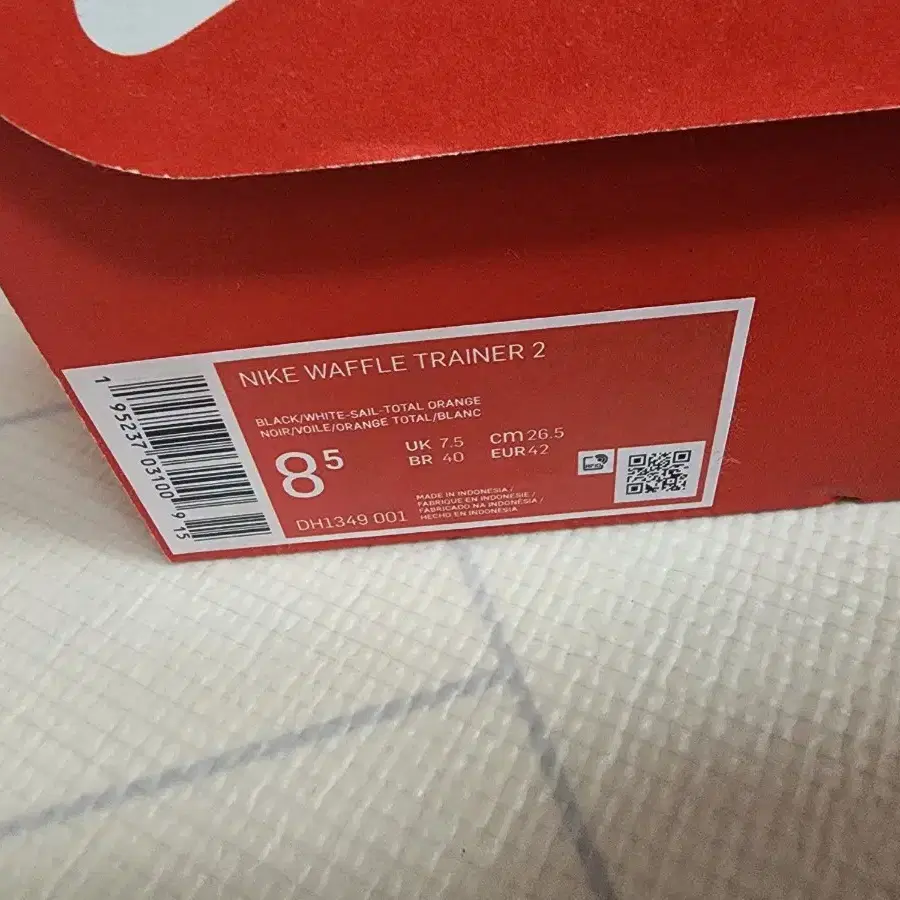 NIKE WAFFLE TRAINER 2
BLACK/WHITE-SAIL-TOTAL ORANGE
NOIR/VOILE/ORANGE TOTAL/BLANC
8⁵
UK 7.5 cm 26.5
BR 40 EUR 42
DH1349 001
MADE IN INDONESIA /
FABRIQUE EN INDONESIE /
FABRICADO NA INDONÉSIA /
HECHO EN INDONESIA
1 95237 03100 9 15